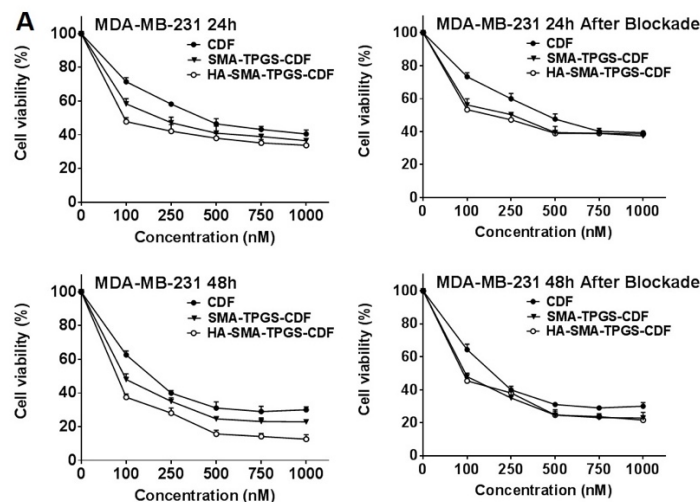 A
MDA-MB-231 24h
CDF
SMA-TPGS-CDF
HA-SMA-TPGS-CDF
Cell viability (%)
100
80
60
40
20
0
0 100 250 500 750 1000
Concentration (nM)
MDA-MB-231 24h After Blockade
CDF
SMA-TPGS-CDF
HA-SMA-TPGS-CDF
Cell viability (%)
100
80
60
40
20
0
0 100 250 500 750 1000
Concentration (nM)
MDA-MB-231 48h
CDF
SMA-TPGS-CDF
HA-SMA-TPGS-CDF
Cell viability (%)
100
80
60
40
20
0
0 100 250 500 750 1000
Concentration (nM)
MDA-MB-231 48h After Blockade
CDF
SMA-TPGS-CDF
HA-SMA-TPGS-CDF
Cell viability (%)
100
80
60
40
20
0
0 100 250 500 750 1000
Concentration (nM)